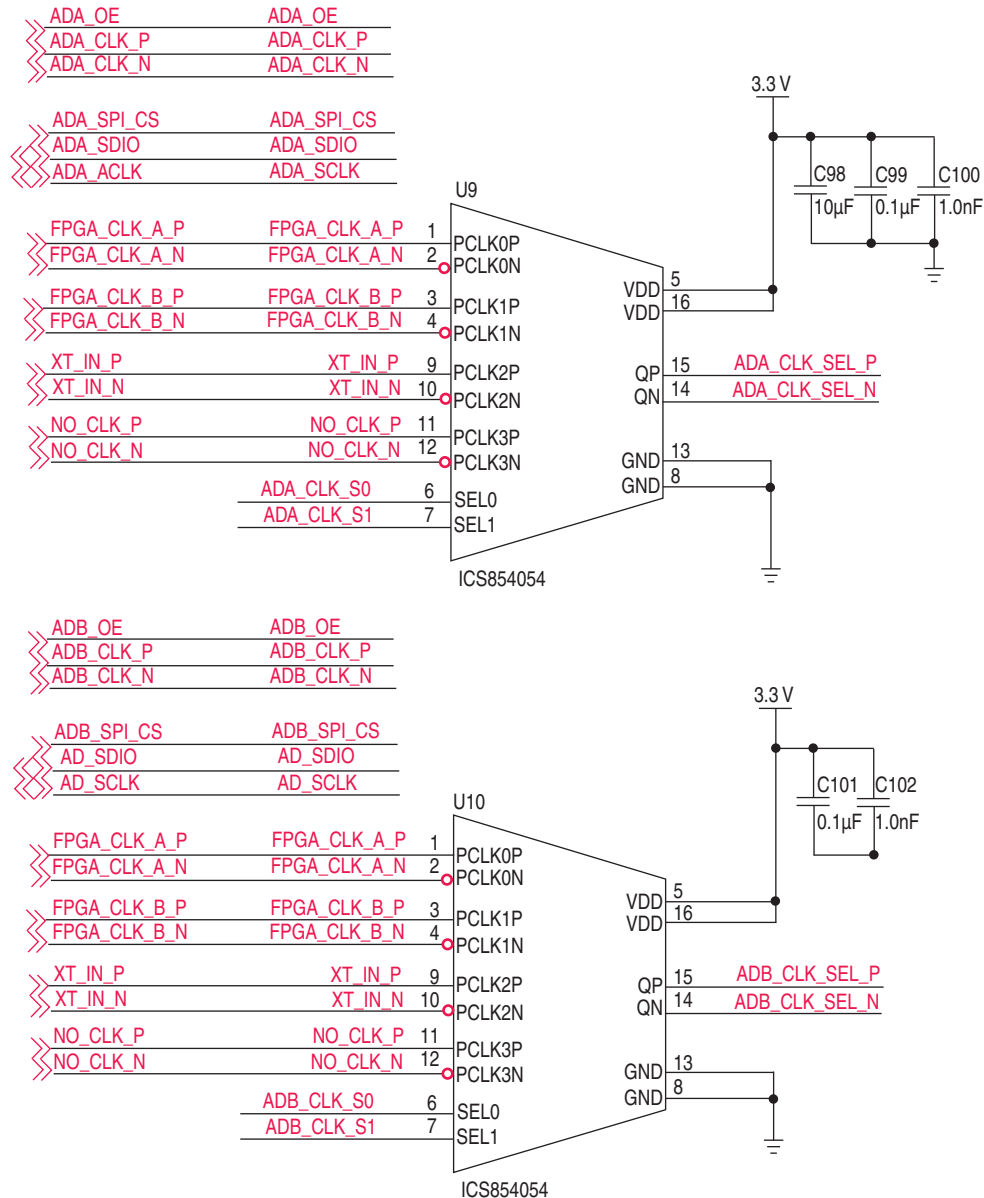 ADA_OE ADA_OE
ADA_CLK_P ADA_CLK_P
ADA_CLK_N ADA_CLK_N
3.3 V
ADA_SPI_CS ADA_SPI_CS
ADA_SDIO ADA_SDIO
ADA_ACLK ADA_SCLK
C98 C99 C100
10µF 0.1µF 1.0nF
U9
FPGA_CLK_A_P FPGA_CLK_A_P 1 PCLK0P
FPGA_CLK_A_N FPGA_CLK_A_N 2 PCLK0N
FPGA_CLK_B_P FPGA_CLK_B_P 3 PCLK1P
FPGA_CLK_B_N FPGA_CLK_B_N 4 PCLK1N
XT_IN_P XT_IN_P 9 PCLK2P
XT_IN_N XT_IN_N 10 PCLK2N
NO_CLK_P NO_CLK_P 11 PCLK3P
NO_CLK_N NO_CLK_N 12 PCLK3N
ADA_CLK_S0 6 SEL0
ADA_CLK_S1 7 SEL1
VDD 5
VDD 16
QP 15 ADA_CLK_SEL_P
QN 14 ADA_CLK_SEL_N
GND 13
GND 8
ICS854054
ADB_OE ADB_OE
ADB_CLK_P ADB_CLK_P
ADB_CLK_N ADB_CLK_N
3.3 V
ADB_SPI_CS ADB_SPI_CS
AD_SDIO AD_SDIO
AD_SCLK AD_SCLK
C101 C102
0.1µF 1.0nF
U10
FPGA_CLK_A_P FPGA_CLK_A_P 1 PCLK0P
FPGA_CLK_A_N FPGA_CLK_A_N 2 PCLK0N
FPGA_CLK_B_P FPGA_CLK_B_P 3 PCLK1P
FPGA_CLK_B_N FPGA_CLK_B_N 4 PCLK1N
XT_IN_P XT_IN_P 9 PCLK2P
XT_IN_N XT_IN_N 10 PCLK2N
NO_CLK_P NO_CLK_P 11 PCLK3P
NO_CLK_N NO_CLK_N 12 PCLK3N
ADB_CLK_S0 6 SEL0
ADB_CLK_S1 7 SEL1
VDD 5
VDD 16
QP 15 ADB_CLK_SEL_P
QN 14 ADB_CLK_SEL_N
GND 13
GND 8
ICS854054